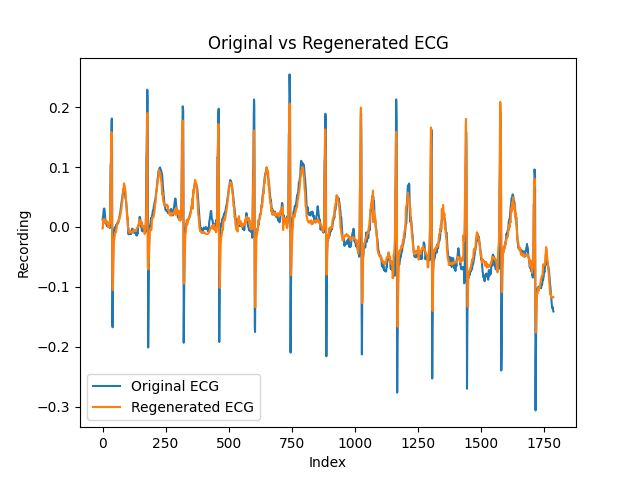 Original vs Regenerated ECG
0.2
0.1
0.0
−0.1
−0.2
−0.3
Recording
Original ECG
Regenerated ECG
0 250 500 750 1000 1250 1500 1750
Index